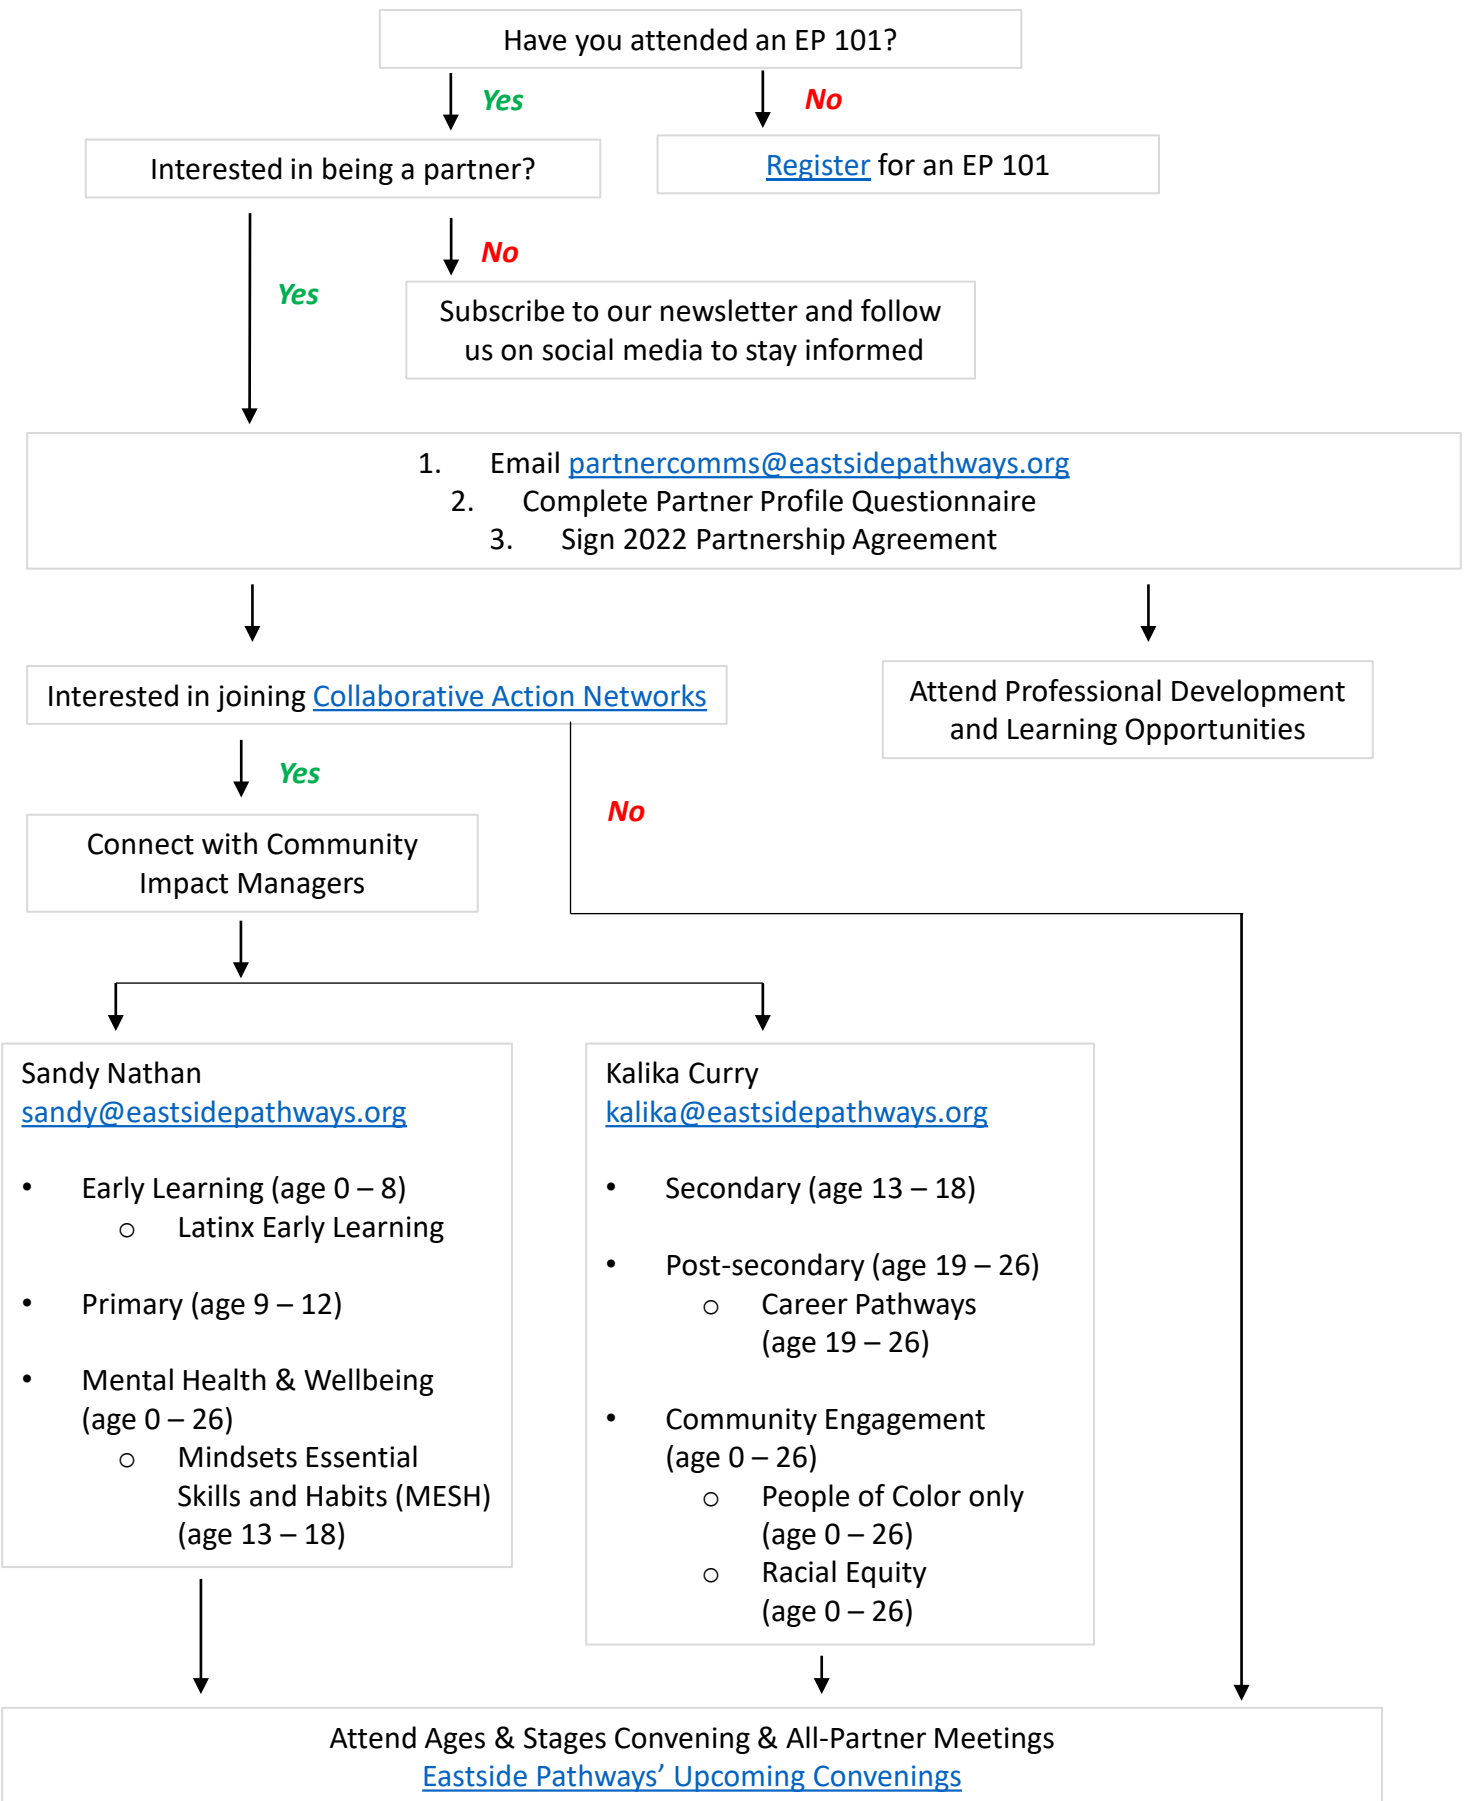 Have you attended an EP 101?
Yes
No
Interested in being a partner?
Register for an EP 101
No
Yes
Subscribe to our newsletter and follow
us on social media to stay informed
1. Email partnercomms@eastsidepathways.org
2. Complete Partner Profile Questionnaire
3. Sign 2022 Partnership Agreement
Interested in joining Collaborative Action Networks
Attend Professional Development
and Learning Opportunities
Yes
No
Connect with Community
Impact Managers
Sandy Nathan
sandy@eastsidepathways.org
• Early Learning (age 0 – 8)
o Latinx Early Learning
• Primary (age 9 – 12)
• Mental Health & Wellbeing
(age 0 – 26)
o Mindsets Essential
Skills and Habits (MESH)
(age 13 – 18)
Kalika Curry
kalika@eastsidepathways.org
• Secondary (age 13 – 18)
• Post-secondary (age 19 – 26)
o Career Pathways
(age 19 – 26)
• Community Engagement
(age 0 – 26)
o People of Color only
(age 0 – 26)
o Racial Equity
(age 0 – 26)
Attend Ages & Stages Convening & All-Partner Meetings
Eastside Pathways’ Upcoming Convenings